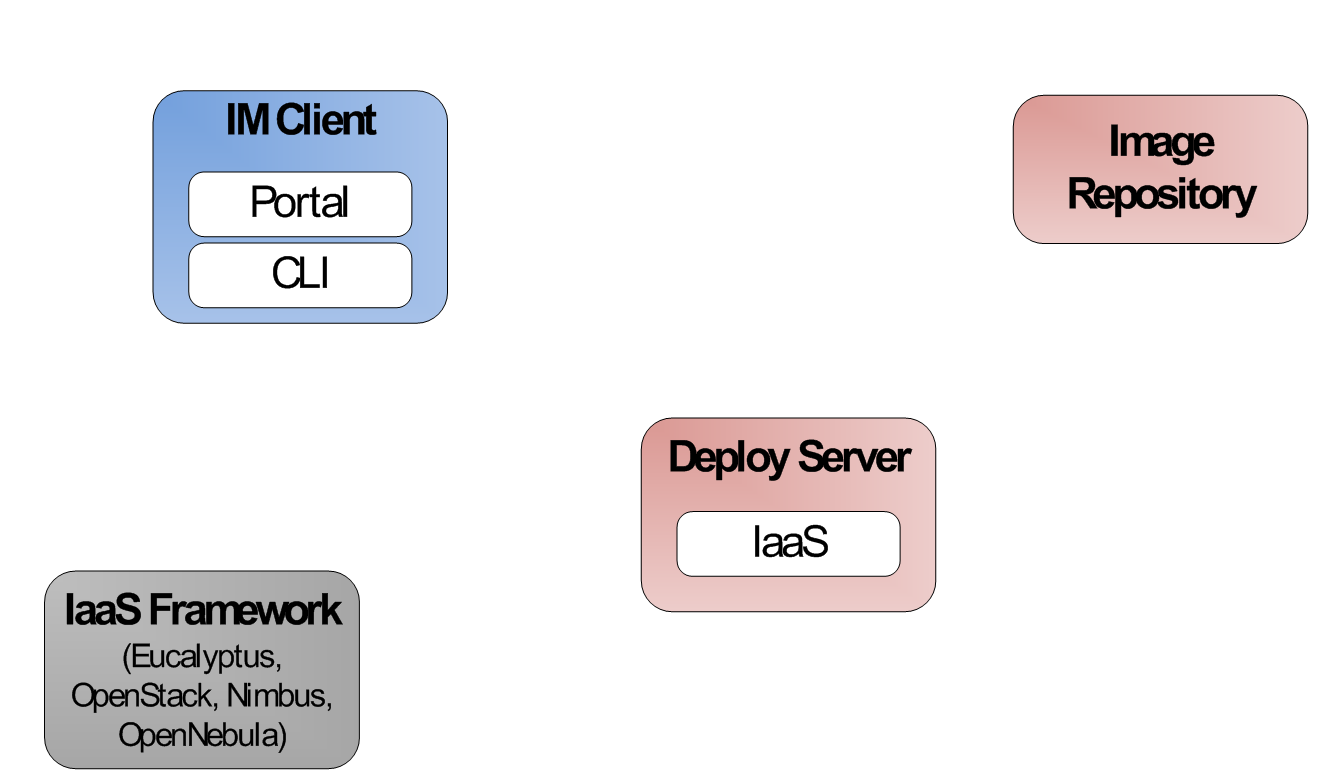 IM Client
Portal
CLI
Image
Repository
Deploy Server
IaaS
IaaS Framework
(Eucalyptus,
OpenStack, Nimbus,
OpenNebula)